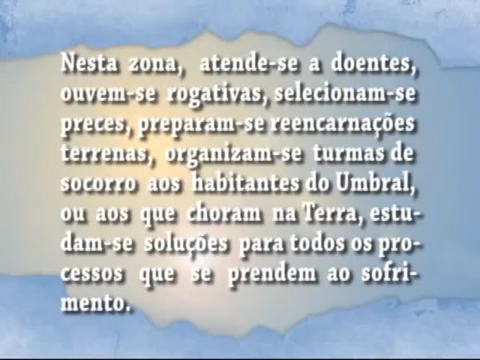 Nesta zona, atende-se a doentes,
ouvem-se rogativas, selecionam-se
preces, preparam-se reencarnações
terrenas, organizam-se turmas de
socorro aos habitantes do Umbral,
ou aos que choram na Terra, estu-
dam-se soluções para todos os pro-
cessos que se prendem ao sofri-
mento.